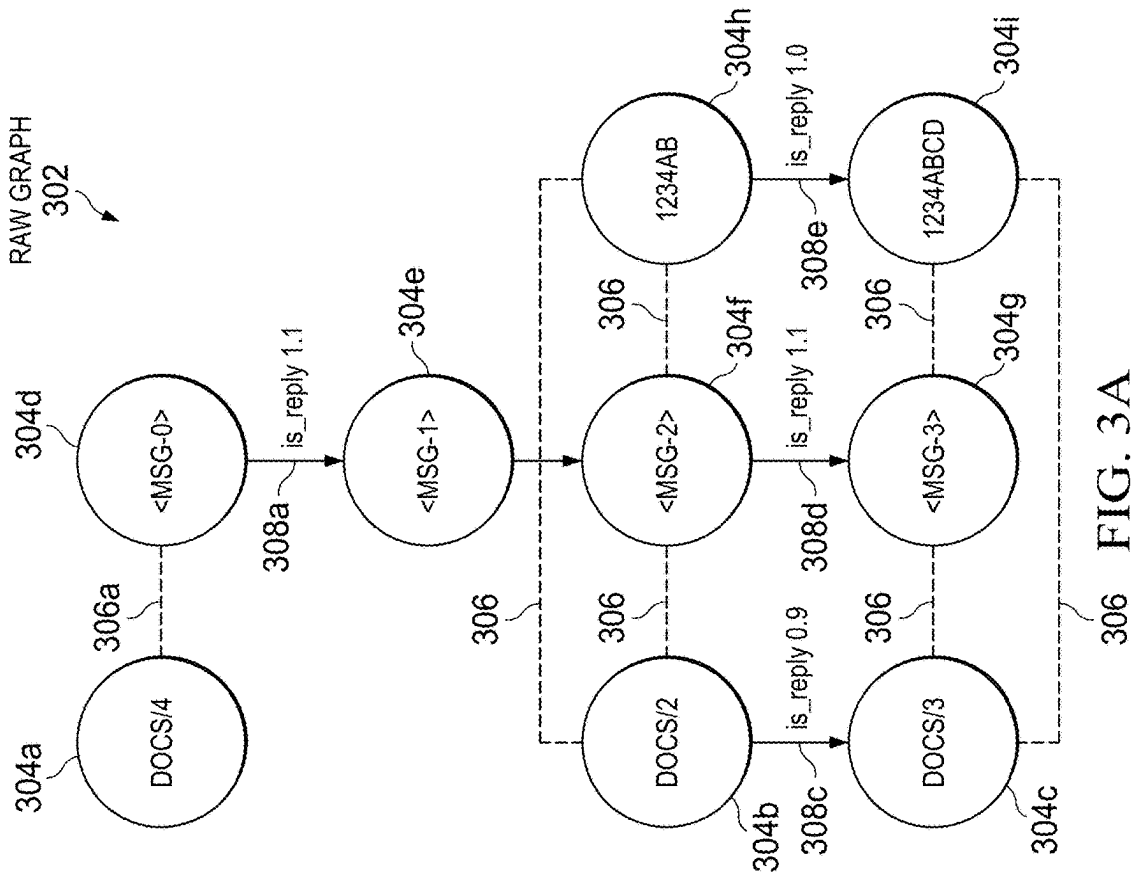 RAW GRAPH
302
304d
<MSG-0>
306a
DOCS/4
304a
is_reply 1.1
308a
304e
<MSG-1>
306
1234AB
304h
306
<MSG-2>
304f
306
DOCS/2
304b
is_reply 1.0
308e
is_reply 1.1
308d
is_reply 0.9
308c
1234ABCD
304i
306
<MSG-3>
304g
306
DOCS/3
304c
306
FIG. 3A